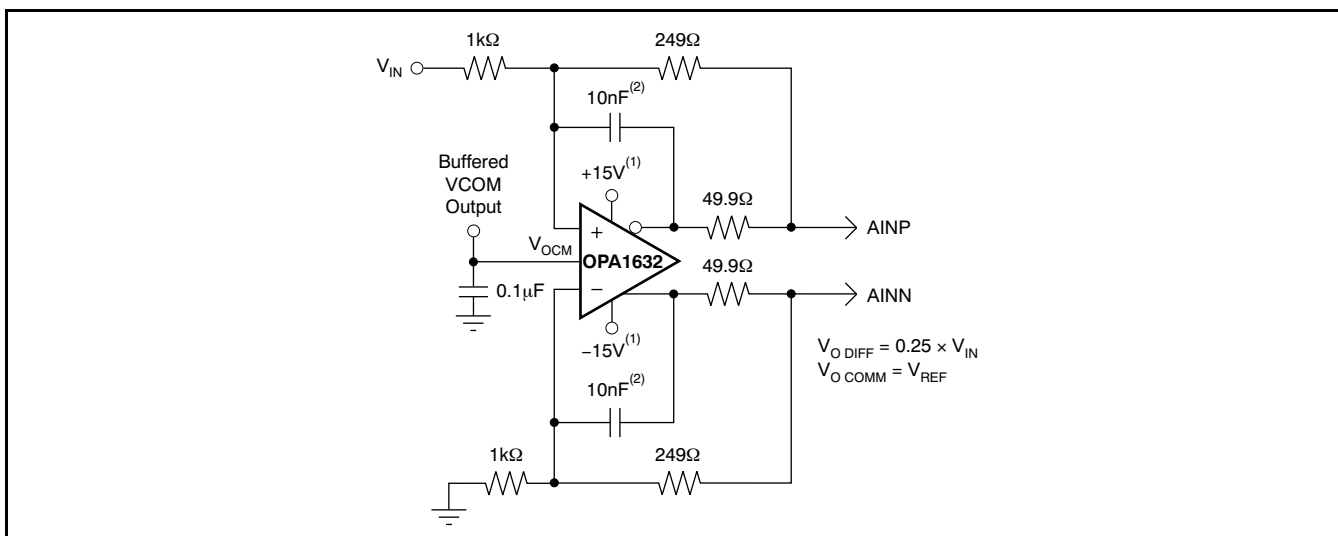 1kΩ
249Ω
V_IN
10nF^(2)
Buffered
VCOM
Output
+15V^(1)
49.9Ω
AINP
V_OCM
+
OPA1632
−
0.1μF
49.9Ω
AINN
−15V^(1)
V_O DIFF = 0.25 × V_IN
V_O COMM = V_REF
10nF^(2)
1kΩ
249Ω